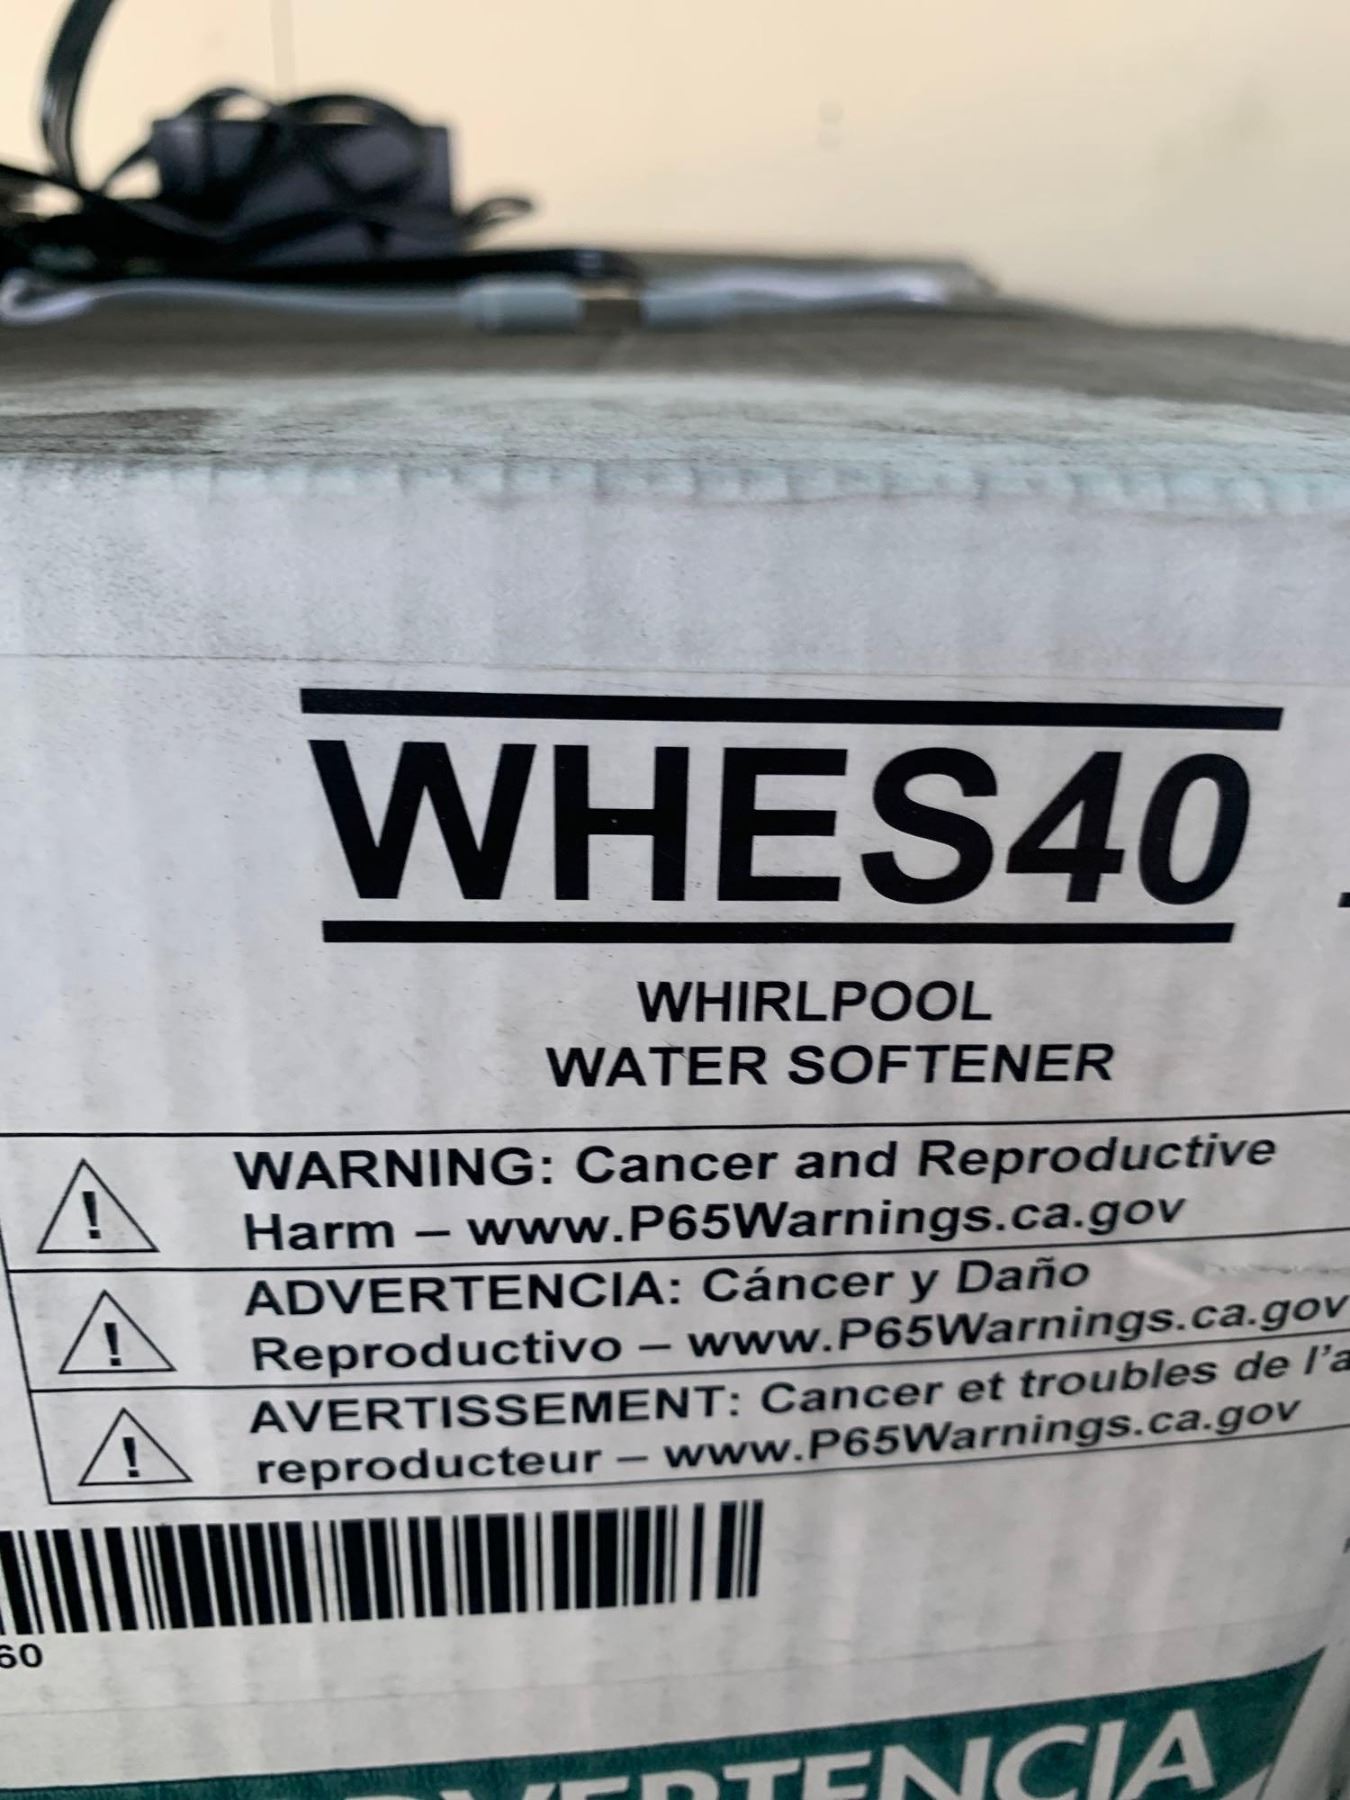 WHES40
WHIRLPOOL
WATER SOFTENER
! WARNING: Cancer and Reproductive
Harm – www.P65Warnings.ca.gov
! ADVERTENCIA: Cáncer y Daño
Reproductivo – www.P65Warnings.ca.gov
! AVERTISSEMENT: Cancer et troubles de l'a
reproducteur – www.P65Warnings.ca.gov
60
ADVERTENCIA